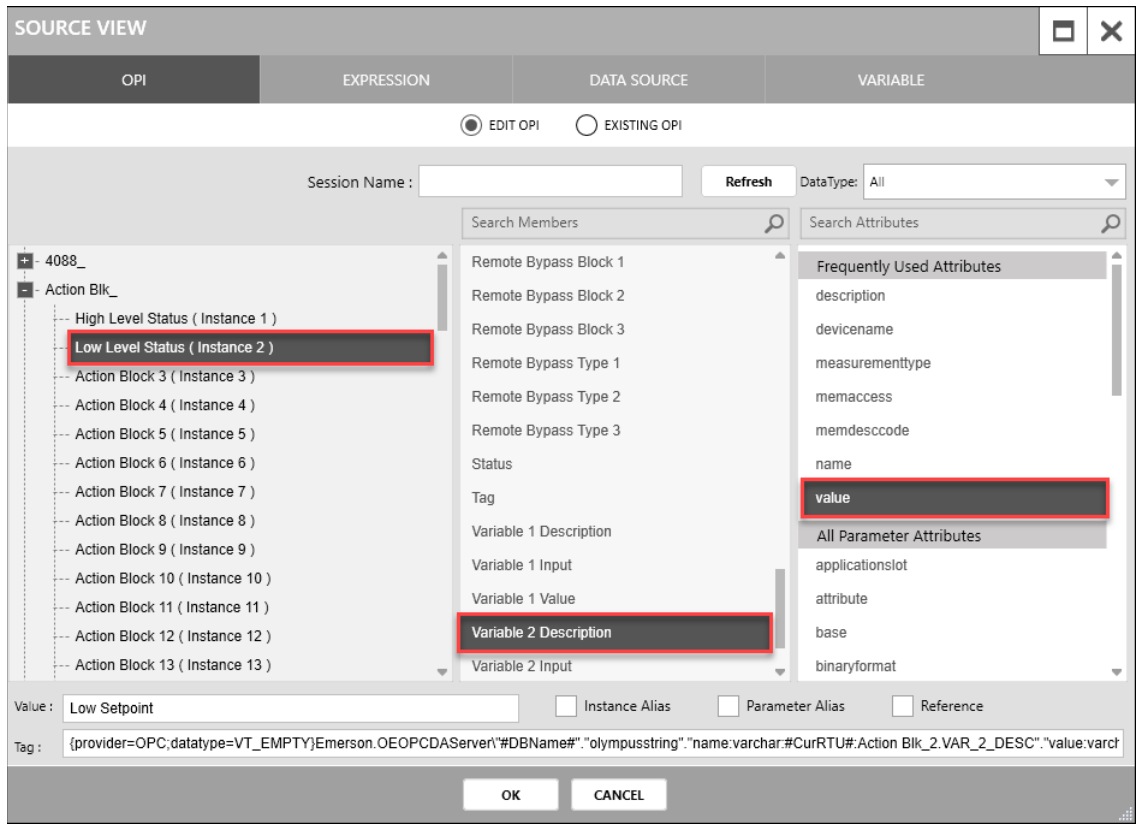 SOURCE VIEW
OPI EXPRESSION DATA SOURCE VARIABLE
EDIT OPI EXISTING OPI
Session Name : Refresh DataType: All
Search Members Search Attributes
4088_
Action Blk_
High Level Status ( Instance 1 )
Low Level Status ( Instance 2 )
Action Block 3 ( Instance 3 )
Action Block 4 ( Instance 4 )
Action Block 5 ( Instance 5 )
Action Block 6 ( Instance 6 )
Action Block 7 ( Instance 7 )
Action Block 8 ( Instance 8 )
Action Block 9 ( Instance 9 )
Action Block 10 ( Instance 10 )
Action Block 11 ( Instance 11 )
Action Block 12 ( Instance 12 )
Action Block 13 ( Instance 13 )
Remote Bypass Block 1
Remote Bypass Block 2
Remote Bypass Block 3
Remote Bypass Type 1
Remote Bypass Type 2
Remote Bypass Type 3
Status
Tag
Variable 1 Description
Variable 1 Input
Variable 1 Value
Variable 2 Description
Variable 2 Input
Frequently Used Attributes
description
devicename
measurementtype
memaccess
memdesccode
name
value
All Parameter Attributes
applicationslot
attribute
base
binaryformat
Value : Low Setpoint Instance Alias Parameter Alias Reference
Tag : {provider=OPC;datatype=VT_EMPTY}Emerson.OEOPCDAServer\"#DBName#"."olympusstring"."name:varchar:#CurRTU#:Action Blk_2.VAR_2_DESC"."value:varch
OK CANCEL